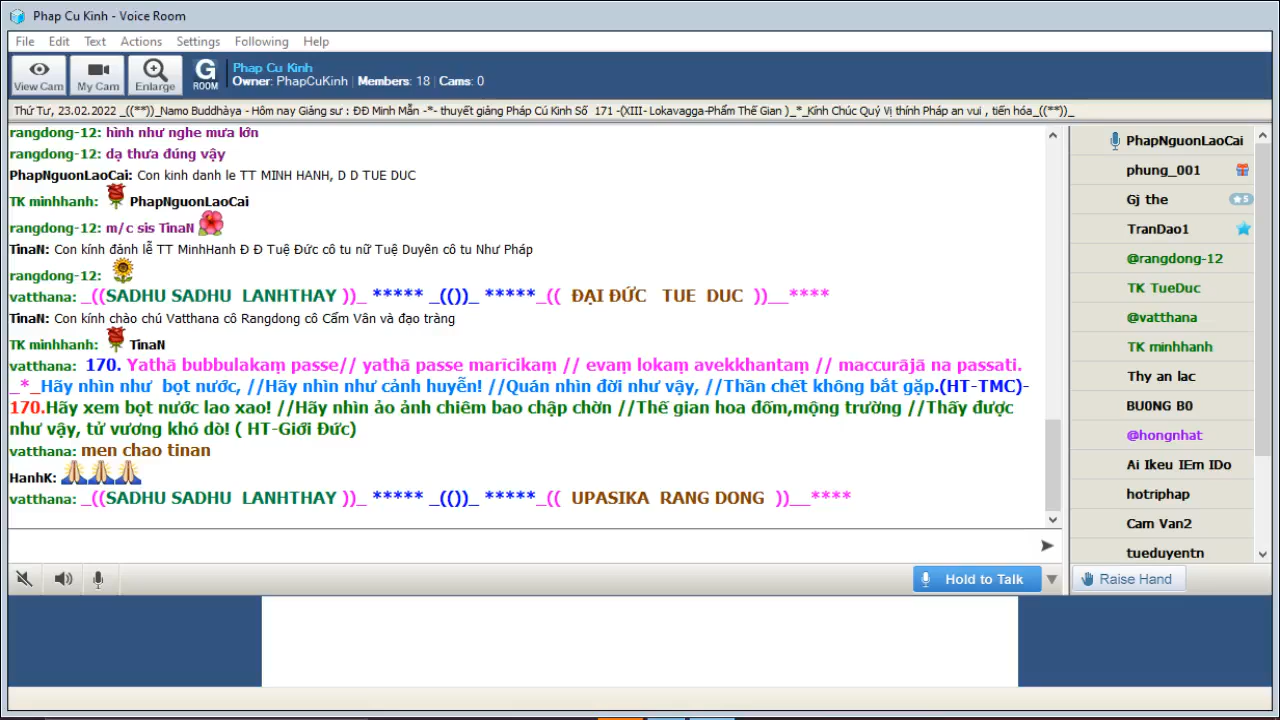 Phap Cu Kinh - Voice Room
File Edit Text Actions Settings Following Help
View Cam My Cam Enlarge G ROOM Phap Cu Kinh
Owner: PhapCuKinh | Members: 18 | Cams: 0
Thứ Tư, 23.02.2022 _((**))_Namo Buddhàya - Hôm nay Giảng sư : ĐĐ Minh Mẫn -*- thuyết giảng Pháp Cú Kinh Số 171 -(XIII- Lokavagga-Phẩm Thế Gian )_*_Kính Chúc Quý Vị thính Pháp an vui , tiến hóa_((**))_
rangdong-12: hình như nghe mưa lớn
rangdong-12: dạ thưa đúng vậy
PhapNguonLaoCai: Con kinh danh le TT MINH HANH, D D TUE DUC
TK minhhanh: PhapNguonLaoCai
rangdong-12: m/c sis TinaN
TinaN: Con kính đảnh lễ TT MinhHanh Đ Đ Tuệ Đức cô tu nữ Tuệ Duyên cô tu Như Pháp
rangdong-12:
vatthana: _((SADHU SADHU LANHTHAY ))_ ***** _(())_ *****_(( ĐẠI ĐỨC TUE DUC ))__****
TinaN: Con kính chào chú Vatthana cô Rangdong cô Cẩm Vân và đạo tràng
TK minhhanh: TinaN
vatthana: 170. Yathā bubbulakaṃ passe// yathā passe marīcikaṃ // evaṃ lokaṃ avekkhantaṃ // maccurājā na passati.
_*_Hãy nhìn như bọt nước, //Hãy nhìn như cảnh huyễn! //Quán nhìn đời như vậy, //Thần chết không bắt gặp.(HT-TMC)-
170.Hãy xem bọt nước lao xao! //Hãy nhìn ảo ảnh chiêm bao chập chờn //Thế gian hoa đốm,mộng trường //Thấy được
như vậy, tử vương khó dò! ( HT-Giới Đức)
vatthana: men chao tinan
HanhK:
vatthana: _((SADHU SADHU LANHTHAY ))_ ***** _(())_ *****_(( UPASIKA RANG DONG ))__****
Hold to Talk
PhapNguonLaoCai
phung_001
Gj the 5
TranDao1
@rangdong-12
TK TueDuc
@vatthana
TK minhhanh
Thy an lac
BU0NG B0
@hongnhat
Ai Ikeu IEm IDo
hotriphap
Cam Van2
tueduyentn
Raise Hand